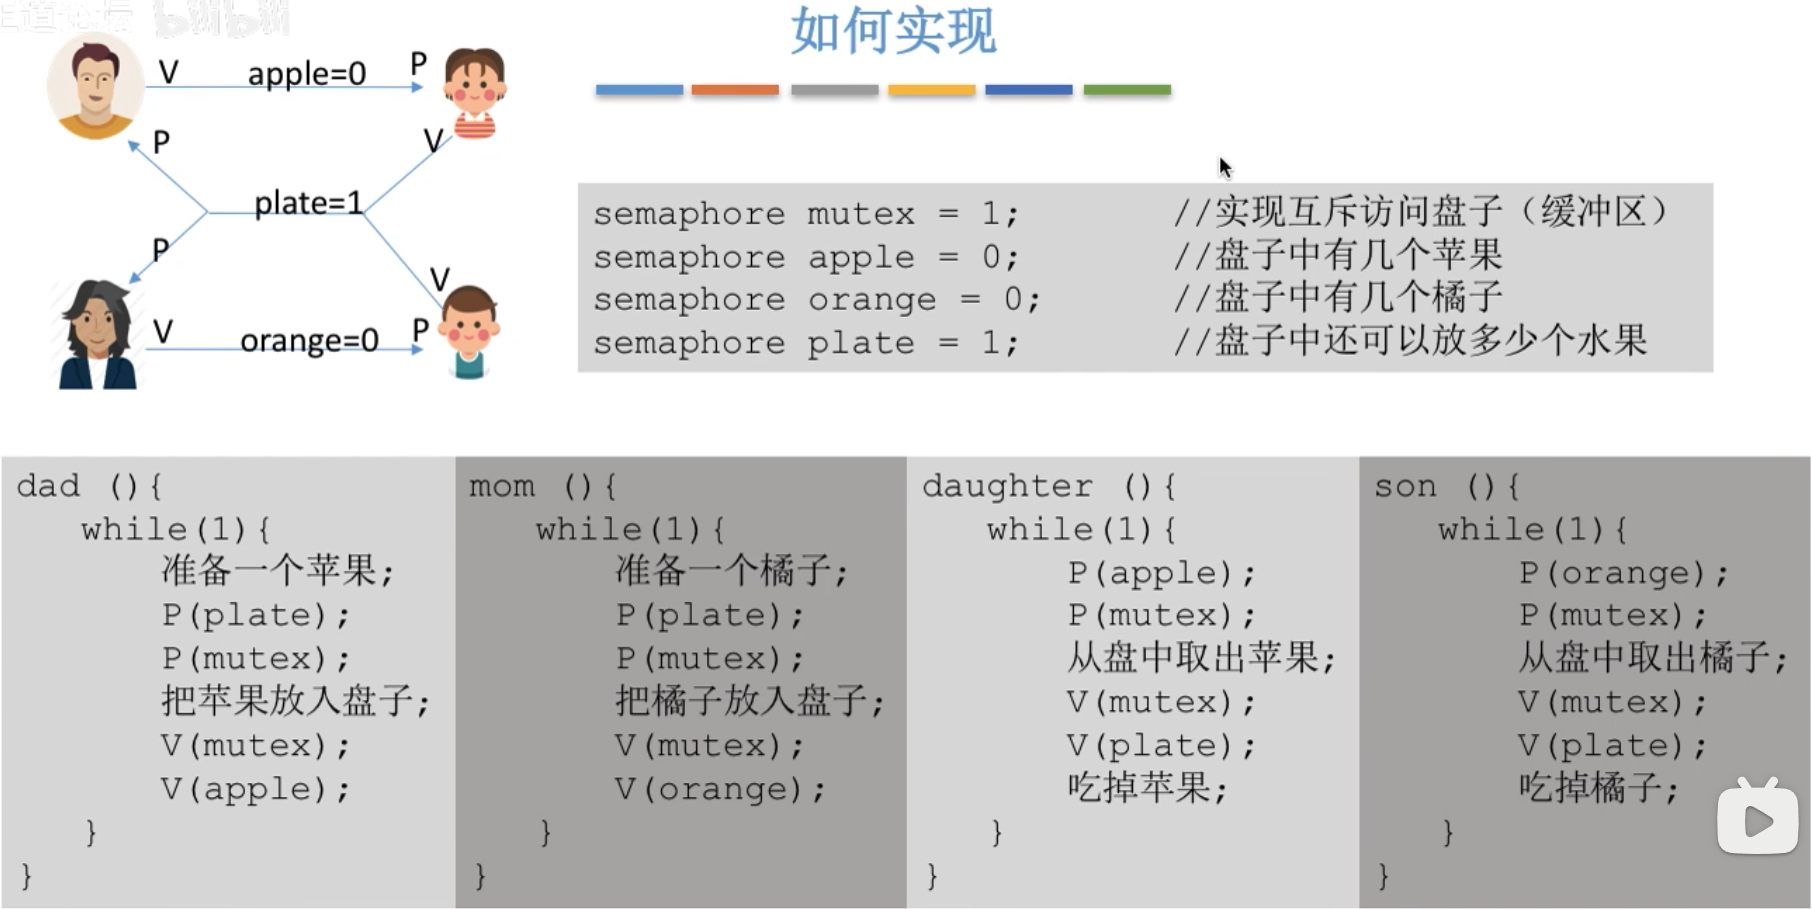 bilibili
如何实现
V apple=0 P
P V
plate=1
P V
V orange=0 P
semaphore mutex = 1; //实现互斥访问盘子（缓冲区）
semaphore apple = 0; //盘子中有几个苹果
semaphore orange = 0; //盘子中有几个橘子
semaphore plate = 1; //盘子中还可以放多少个水果
dad (){
while(1){
准备一个苹果;
P(plate);
P(mutex);
把苹果放入盘子;
V(mutex);
V(apple);
}
}
mom (){
while(1){
准备一个橘子;
P(plate);
P(mutex);
把橘子放入盘子;
V(mutex);
V(orange);
}
}
daughter (){
while(1){
P(apple);
P(mutex);
从盘中取出苹果;
V(mutex);
V(plate);
吃掉苹果;
}
}
son (){
while(1){
P(orange);
P(mutex);
从盘中取出橘子;
V(mutex);
V(plate);
吃掉橘子;
}
}